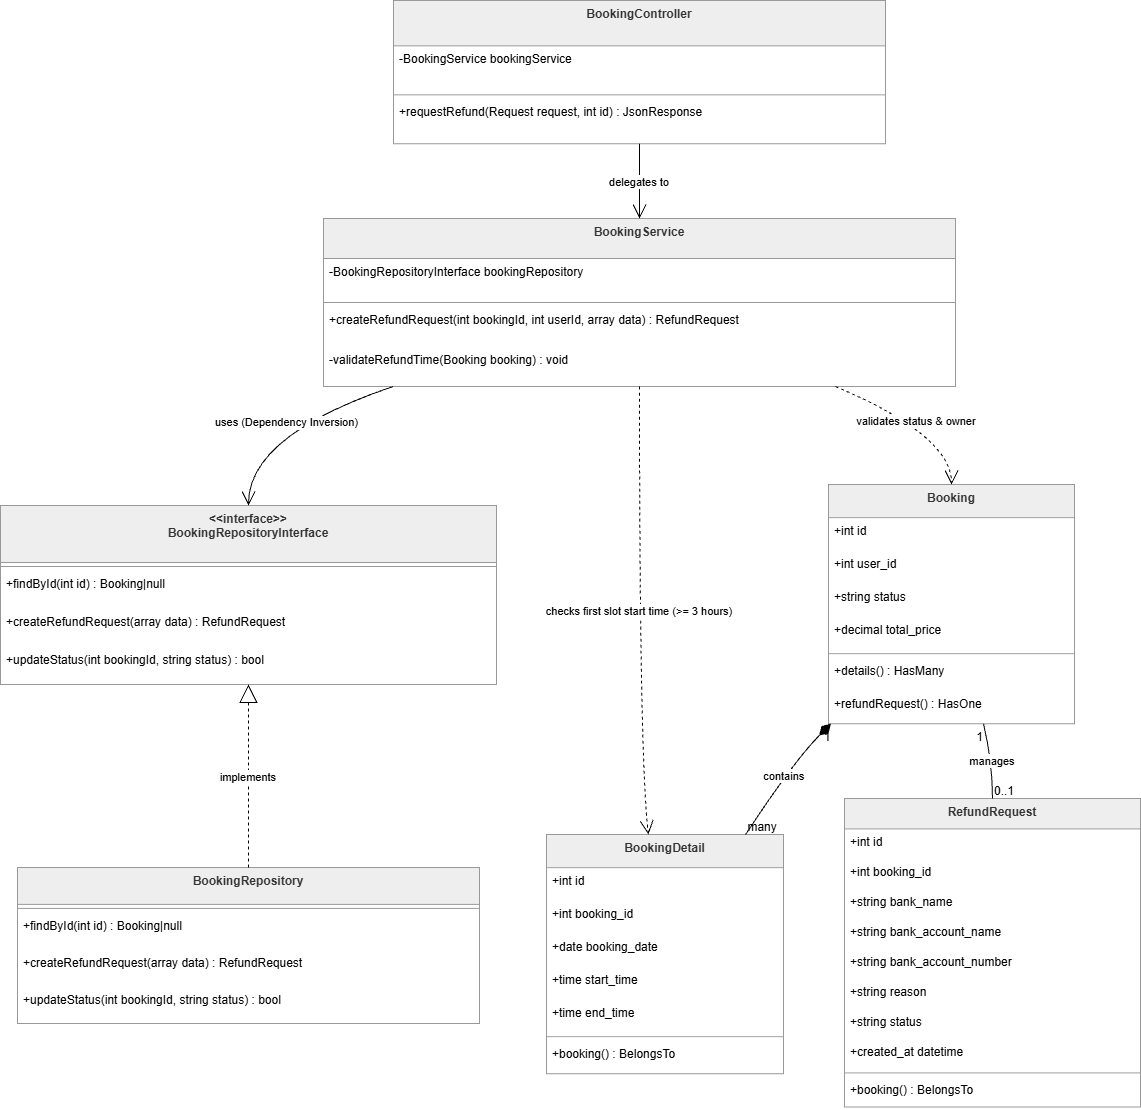 BookingController
-BookingService bookingService
+requestRefund(Request request, int id) : JsonResponse
delegates to
BookingService
-BookingRepositoryInterface bookingRepository
+createRefundRequest(int bookingId, int userId, array data) : RefundRequest
-validateRefundTime(Booking booking) : void
uses (Dependency Inversion)
validates status & owner
<<interface>>
BookingRepositoryInterface
+findById(int id) : Booking|null
+createRefundRequest(array data) : RefundRequest
+updateStatus(int bookingId, string status) : bool
checks first slot start time (>= 3 hours)
Booking
+int id
+int user_id
+string status
+decimal total_price
+details() : HasMany
+refundRequest() : HasOne
implements
1
contains
many
1
manages
0..1
BookingRepository
+findById(int id) : Booking|null
+createRefundRequest(array data) : RefundRequest
+updateStatus(int bookingId, string status) : bool
BookingDetail
+int id
+int booking_id
+date booking_date
+time start_time
+time end_time
+booking() : BelongsTo
RefundRequest
+int id
+int booking_id
+string bank_name
+string bank_account_name
+string bank_account_number
+string reason
+string status
+created_at datetime
+booking() : BelongsTo